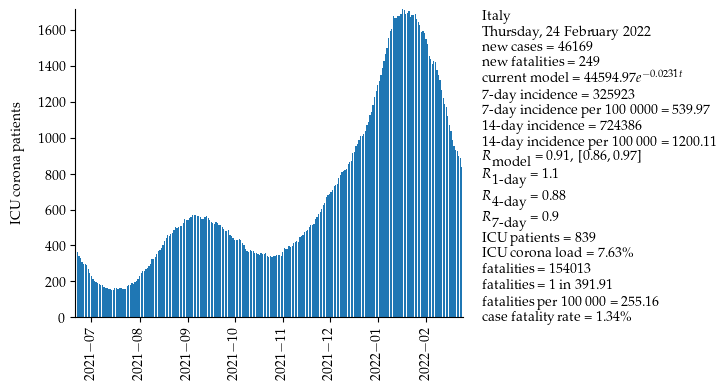 1600
1400
1200
1000
800
600
400
200
0
ICU corona patients
2021−07
2021−08
2021−09
2021−10
2021−11
2021−12
2022−01
2022−02
Italy
Thursday, 24 February 2022
new cases = 46169
new fatalities = 249
current model = 44594.97e^−0.0231t
7-day incidence = 325923
7-day incidence per 100 0000 = 539.97
14-day incidence = 724386
14-day incidence per 100 000 = 1200.11
R model = 0.91, [0.86, 0.97]
R 1-day = 1.1
R 4-day = 0.88
R 7-day = 0.9
ICU patients = 839
ICU corona load = 7.63%
fatalities = 154013
fatalities = 1 in 391.91
fatalities per 100 000 = 255.16
case fatality rate = 1.34%